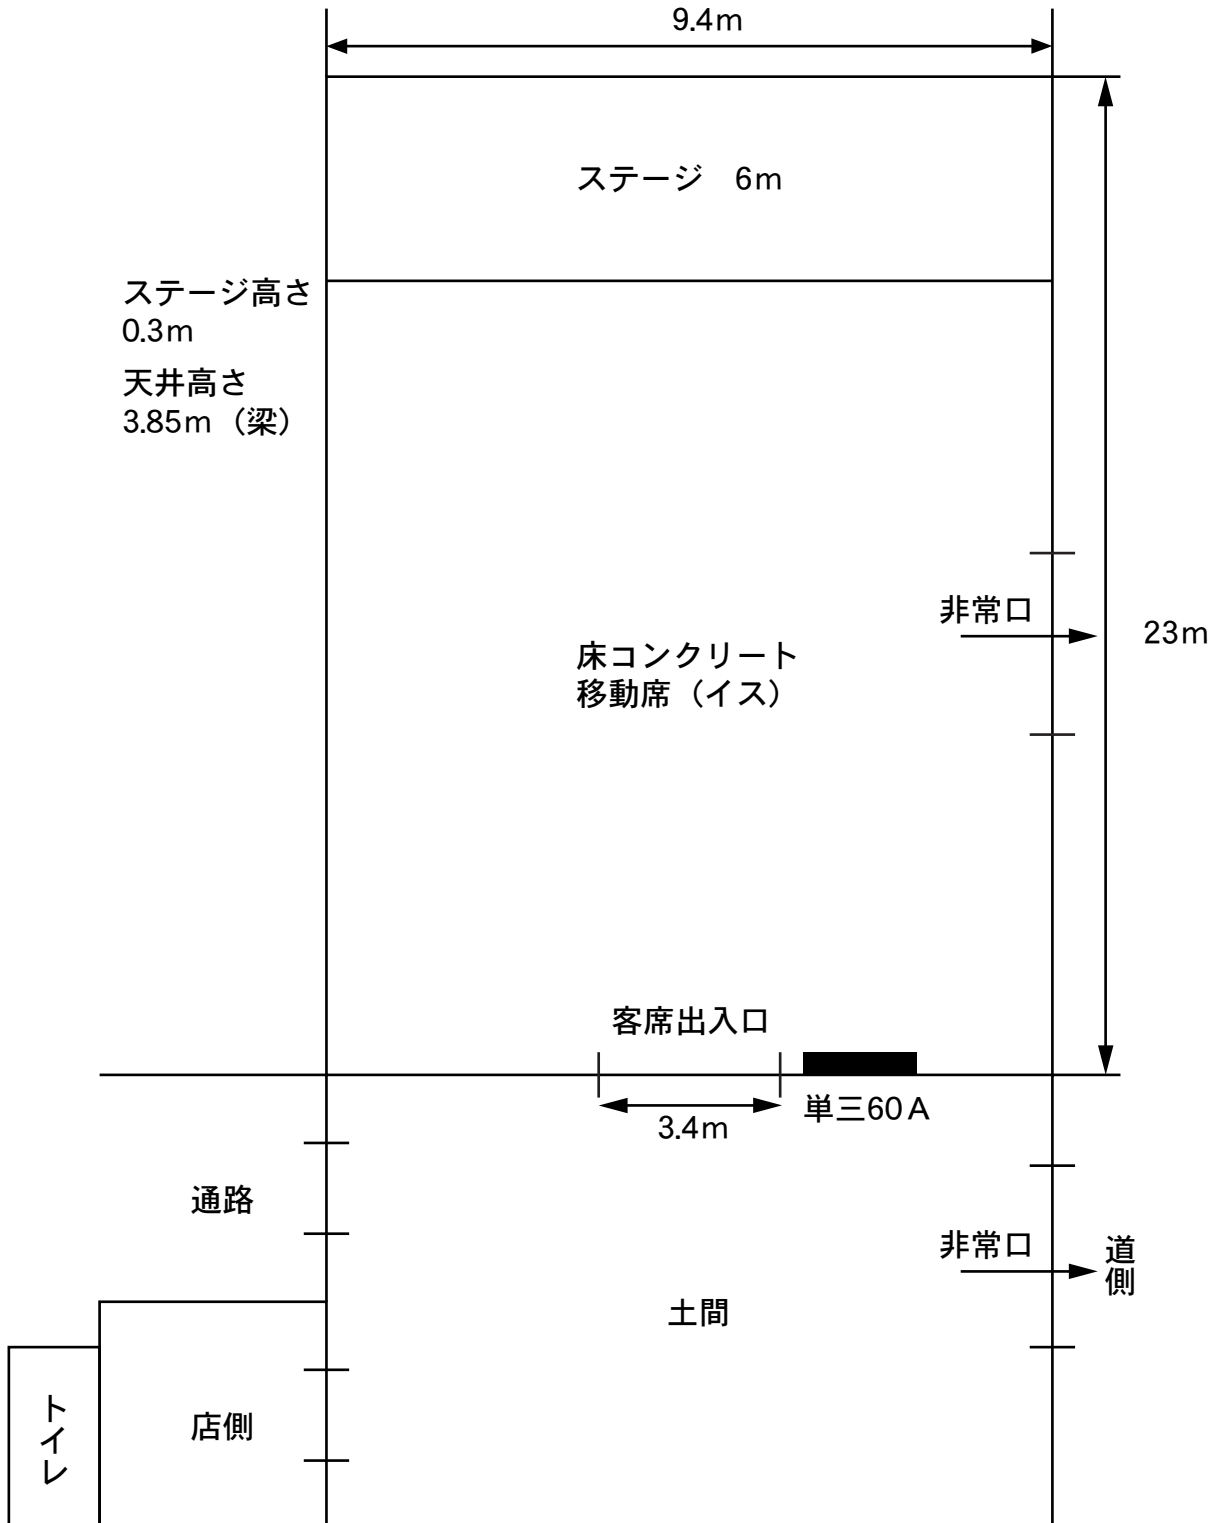 9.4m
ステージ　6m
ステージ高さ
0.3m
天井高さ
3.85m（梁）
非常口
23m
床コンクリート
移動席（イス）
客席出入口
3.4m
単三60A
通路
非常口
道側
土間
トイレ
店側